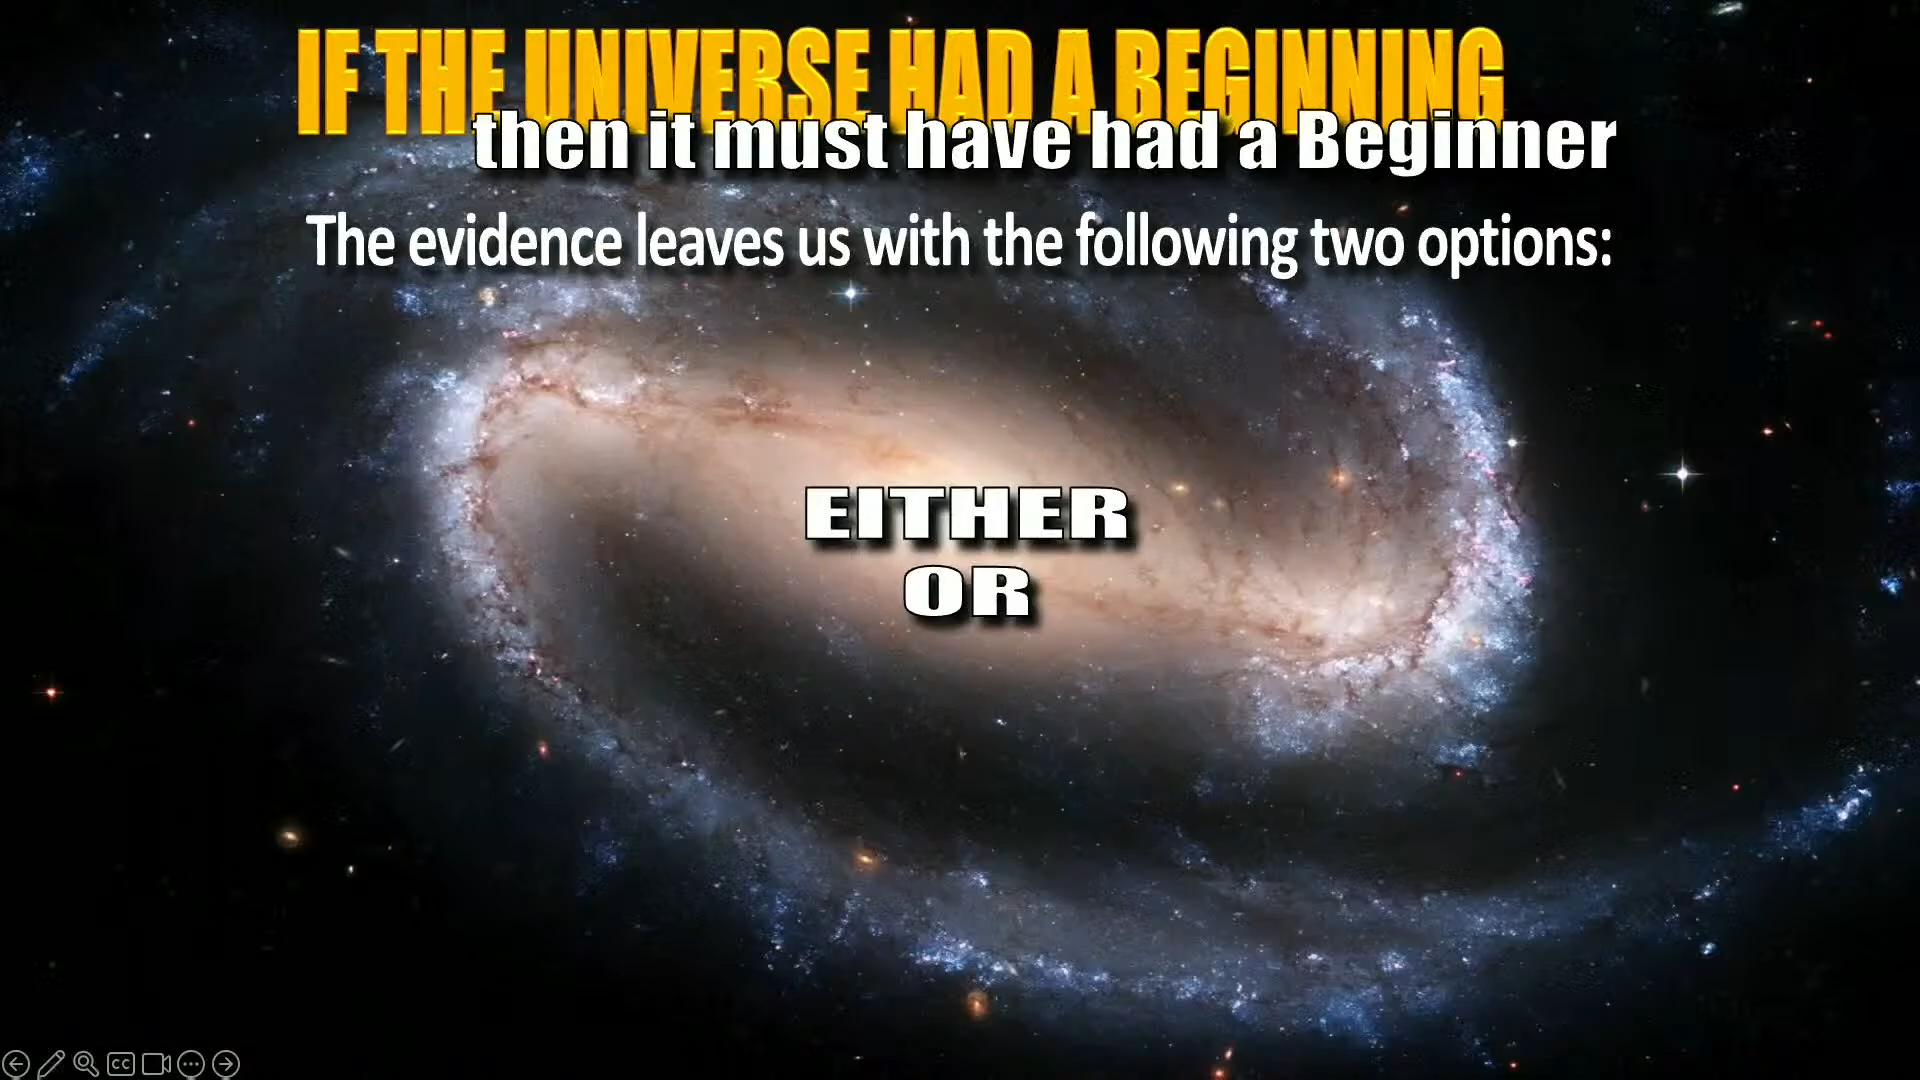 IF THE UNIVERSE HAD A BEGINNING
then it must have had a Beginner
The evidence leaves us with the following two options:
EITHER
OR
CC